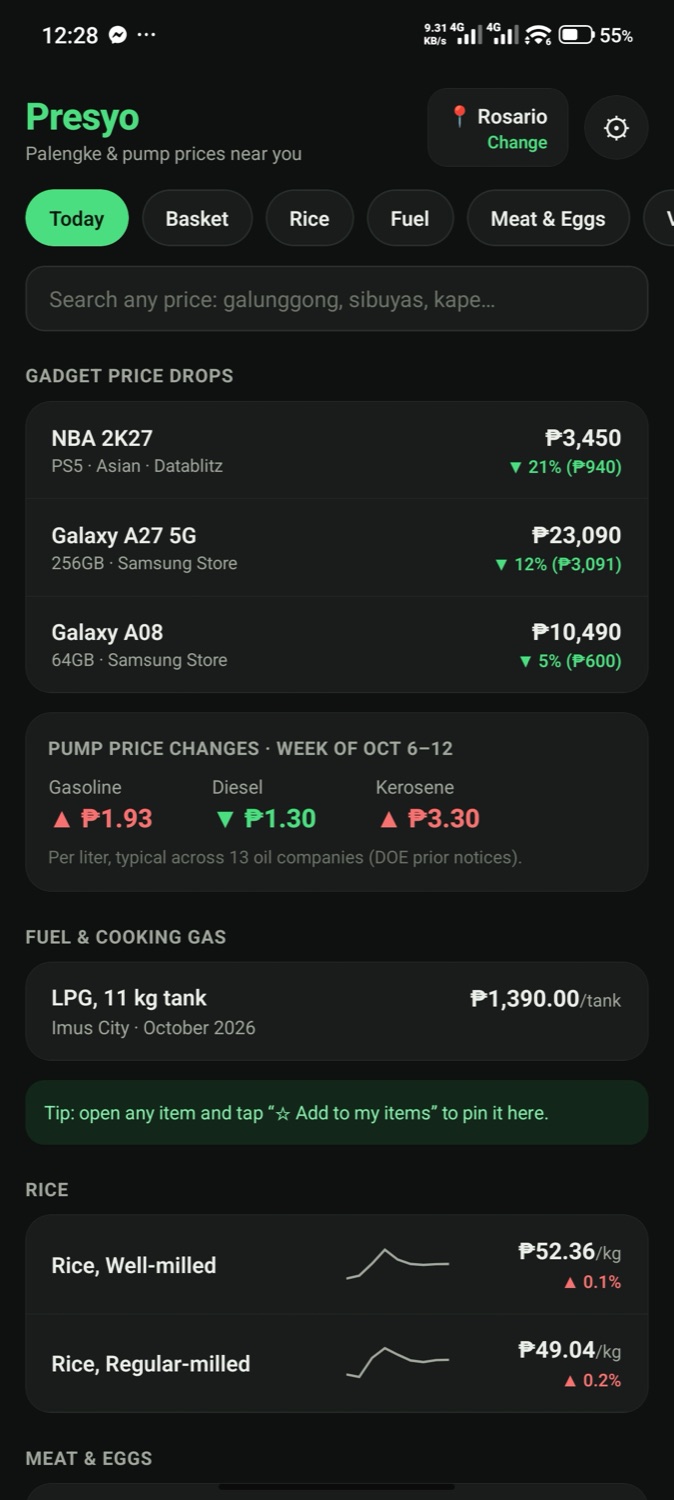 12:28 ... 9.31 KB/s 4G 4G 6 55%
Presyo
Palengke & pump prices near you
Rosario
Change
Today Basket Rice Fuel Meat & Eggs V
Search any price: galunggong, sibuyas, kape…
GADGET PRICE DROPS
NBA 2K27 ₱3,450
PS5 · Asian · Datablitz ▼ 21% (₱940)
Galaxy A27 5G ₱23,090
256GB · Samsung Store ▼ 12% (₱3,091)
Galaxy A08 ₱10,490
64GB · Samsung Store ▼ 5% (₱600)
PUMP PRICE CHANGES · WEEK OF OCT 6–12
Gasoline Diesel Kerosene
▲ ₱1.93 ▼ ₱1.30 ▲ ₱3.30
Per liter, typical across 13 oil companies (DOE prior notices).
FUEL & COOKING GAS
LPG, 11 kg tank ₱1,390.00/tank
Imus City · October 2026
Tip: open any item and tap “☆ Add to my items” to pin it here.
RICE
Rice, Well-milled ₱52.36/kg
▲ 0.1%
Rice, Regular-milled ₱49.04/kg
▲ 0.2%
MEAT & EGGS